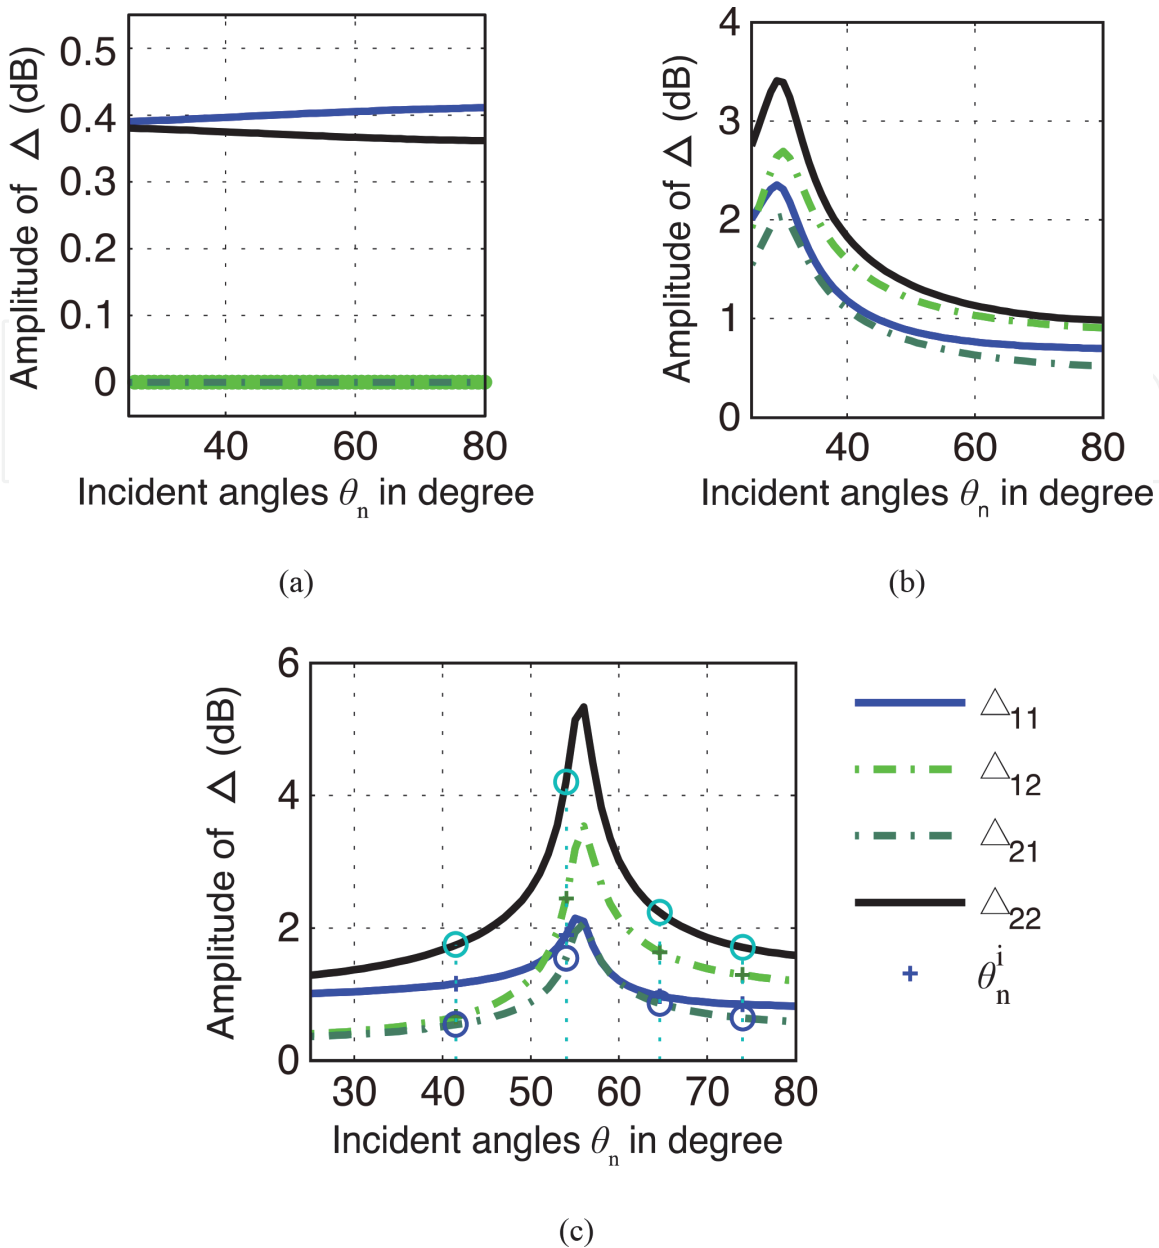 0.5
0.4
0.3
0.2
0.1
0
40 60 80
Amplitude of Δ (dB)
Incident angles θn in degree
(a)
4
3
2
1
0
40 60 80
Amplitude of Δ (dB)
Incident angles θn in degree
(b)
6
4
2
0
30 40 50 60 70 80
Amplitude of Δ (dB)
Incident angles θn in degree
(c)
△11
△12
△21
△22
θn^i